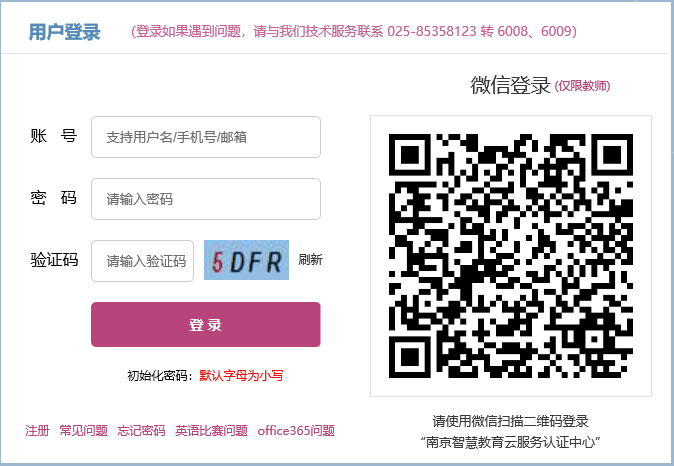 用户登录 （登录如果遇到问题，请与我们技术服务联系 025-85358123 转 6008、6009）
微信登录 (仅限教师)
账 号 支持用户名/手机号/邮箱
密 码 请输入密码
验证码 请输入验证码 5DFR 刷新
登 录
初始化密码：默认字母为小写
请使用微信扫描二维码登录
“南京智慧教育云服务认证中心”
注册 常见问题 忘记密码 英语比赛问题 office365问题